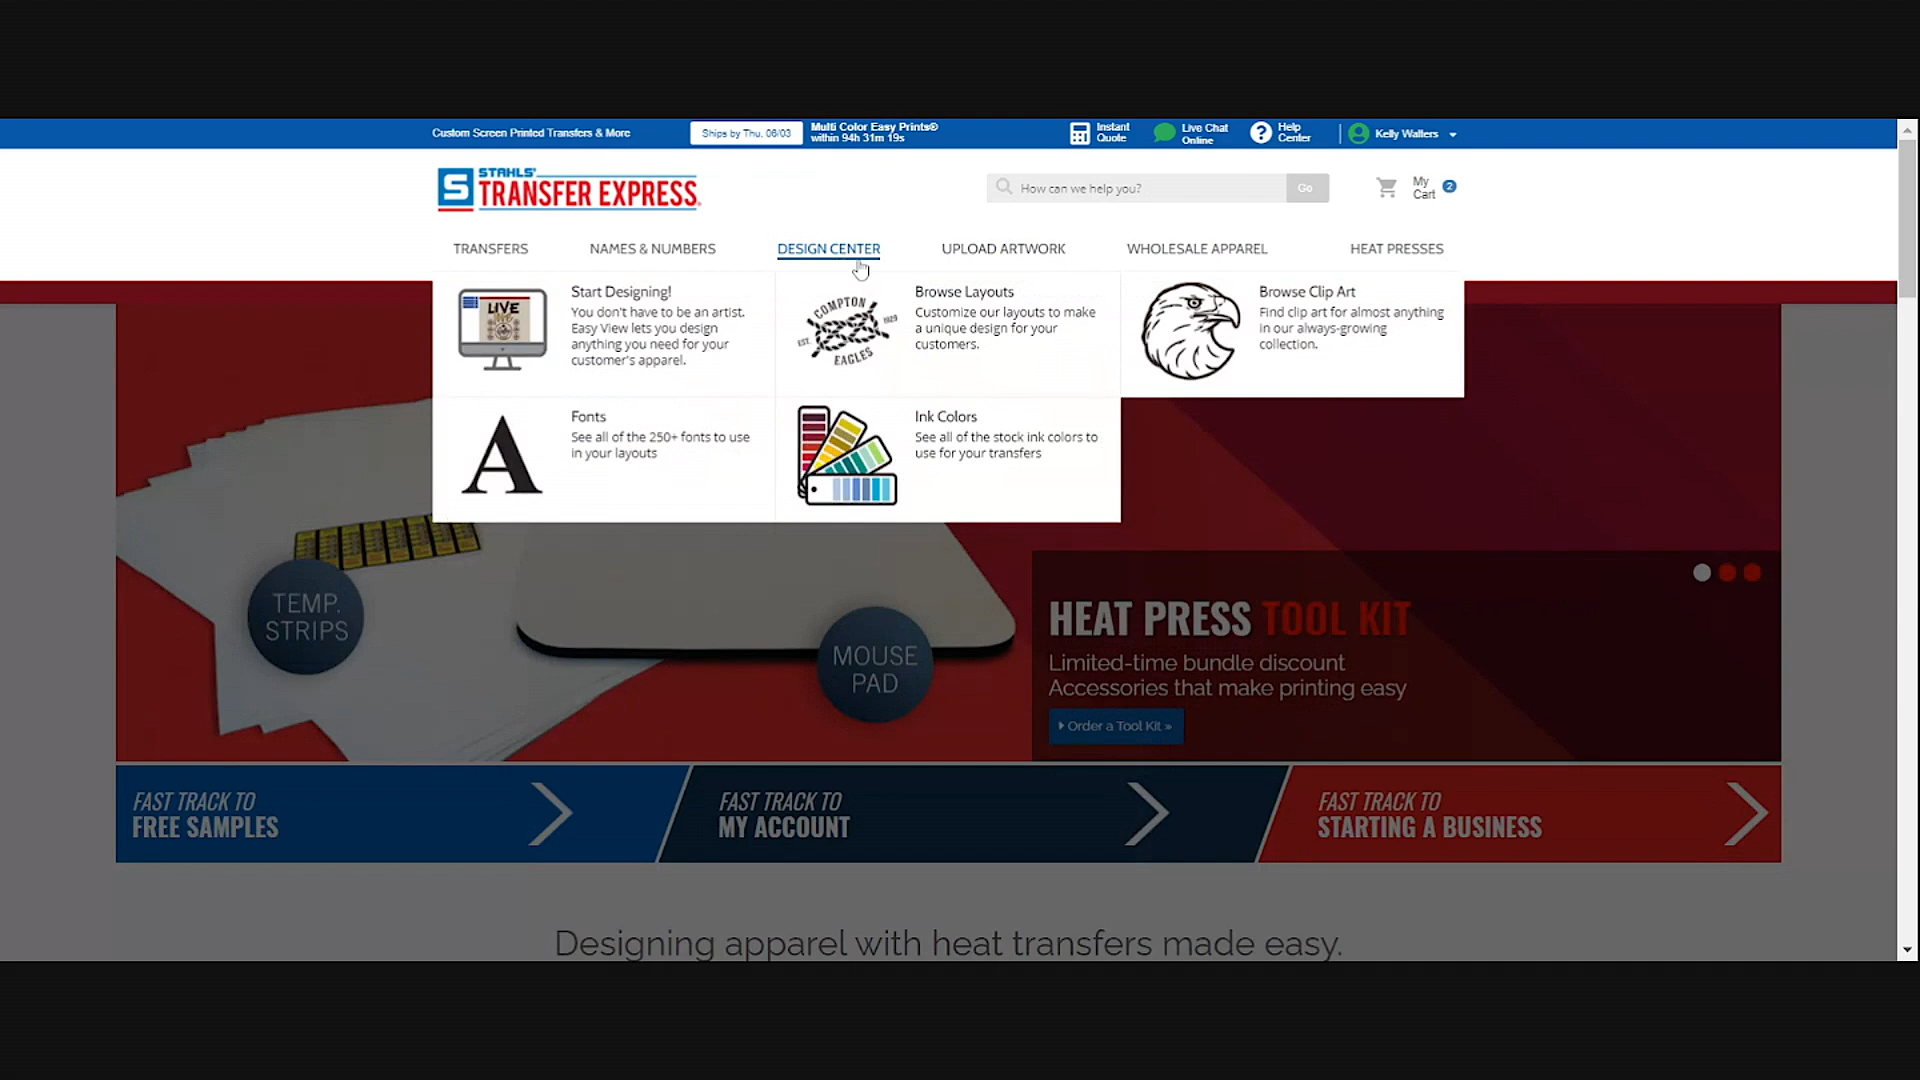 Custom Screen Printed Transfers & More
Ships by Thu. 06/03
Multi Color Easy Prints®
within 94h 31m 19s
Instant
Quote
Live Chat
Online
Help
Center
Kelly Walters
STAHLS'
TRANSFER EXPRESS
How can we help you?
Go
My
Cart
2
TRANSFERS
NAMES & NUMBERS
DESIGN CENTER
UPLOAD ARTWORK
WHOLESALE APPAREL
HEAT PRESSES
LIVE
Start Designing!
You don't have to be an artist.
Easy View lets you design
anything you need for your
customer's apparel.
COMPTON
EST.
1929
EAGLES
Browse Layouts
Customize our layouts to make
a unique design for your
customers.
Browse Clip Art
Find clip art for almost anything
in our always-growing
collection.
A
Fonts
See all of the 250+ fonts to use
in your layouts
Ink Colors
See all of the stock ink colors to
use for your transfers
TEMP.
STRIPS
MOUSE
PAD
HEAT PRESS TOOL KIT
Limited-time bundle discount
Accessories that make printing easy
Order a Tool Kit »
FAST TRACK TO
FREE SAMPLES
FAST TRACK TO
MY ACCOUNT
FAST TRACK TO
STARTING A BUSINESS
Designing apparel with heat transfers made easy.